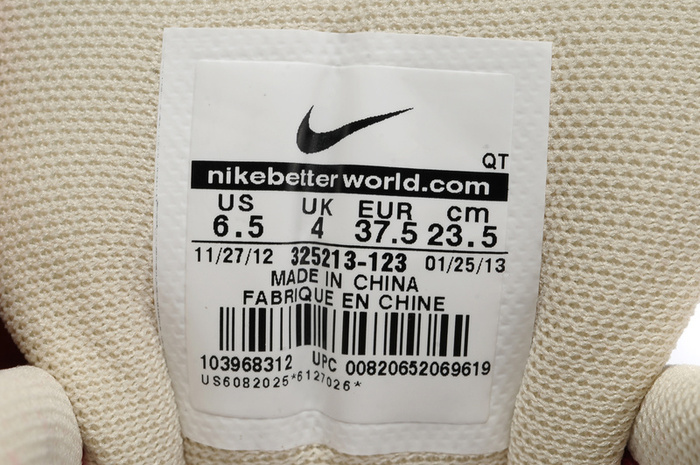 QT
nikebetterworld.com
US UK EUR cm
6.5 4 37.5 23.5
11/27/12 325213-123 01/25/13
MADE IN CHINA
FABRIQUE EN CHINE
103968312 UPC 00820652069619
US6082025*6127026*